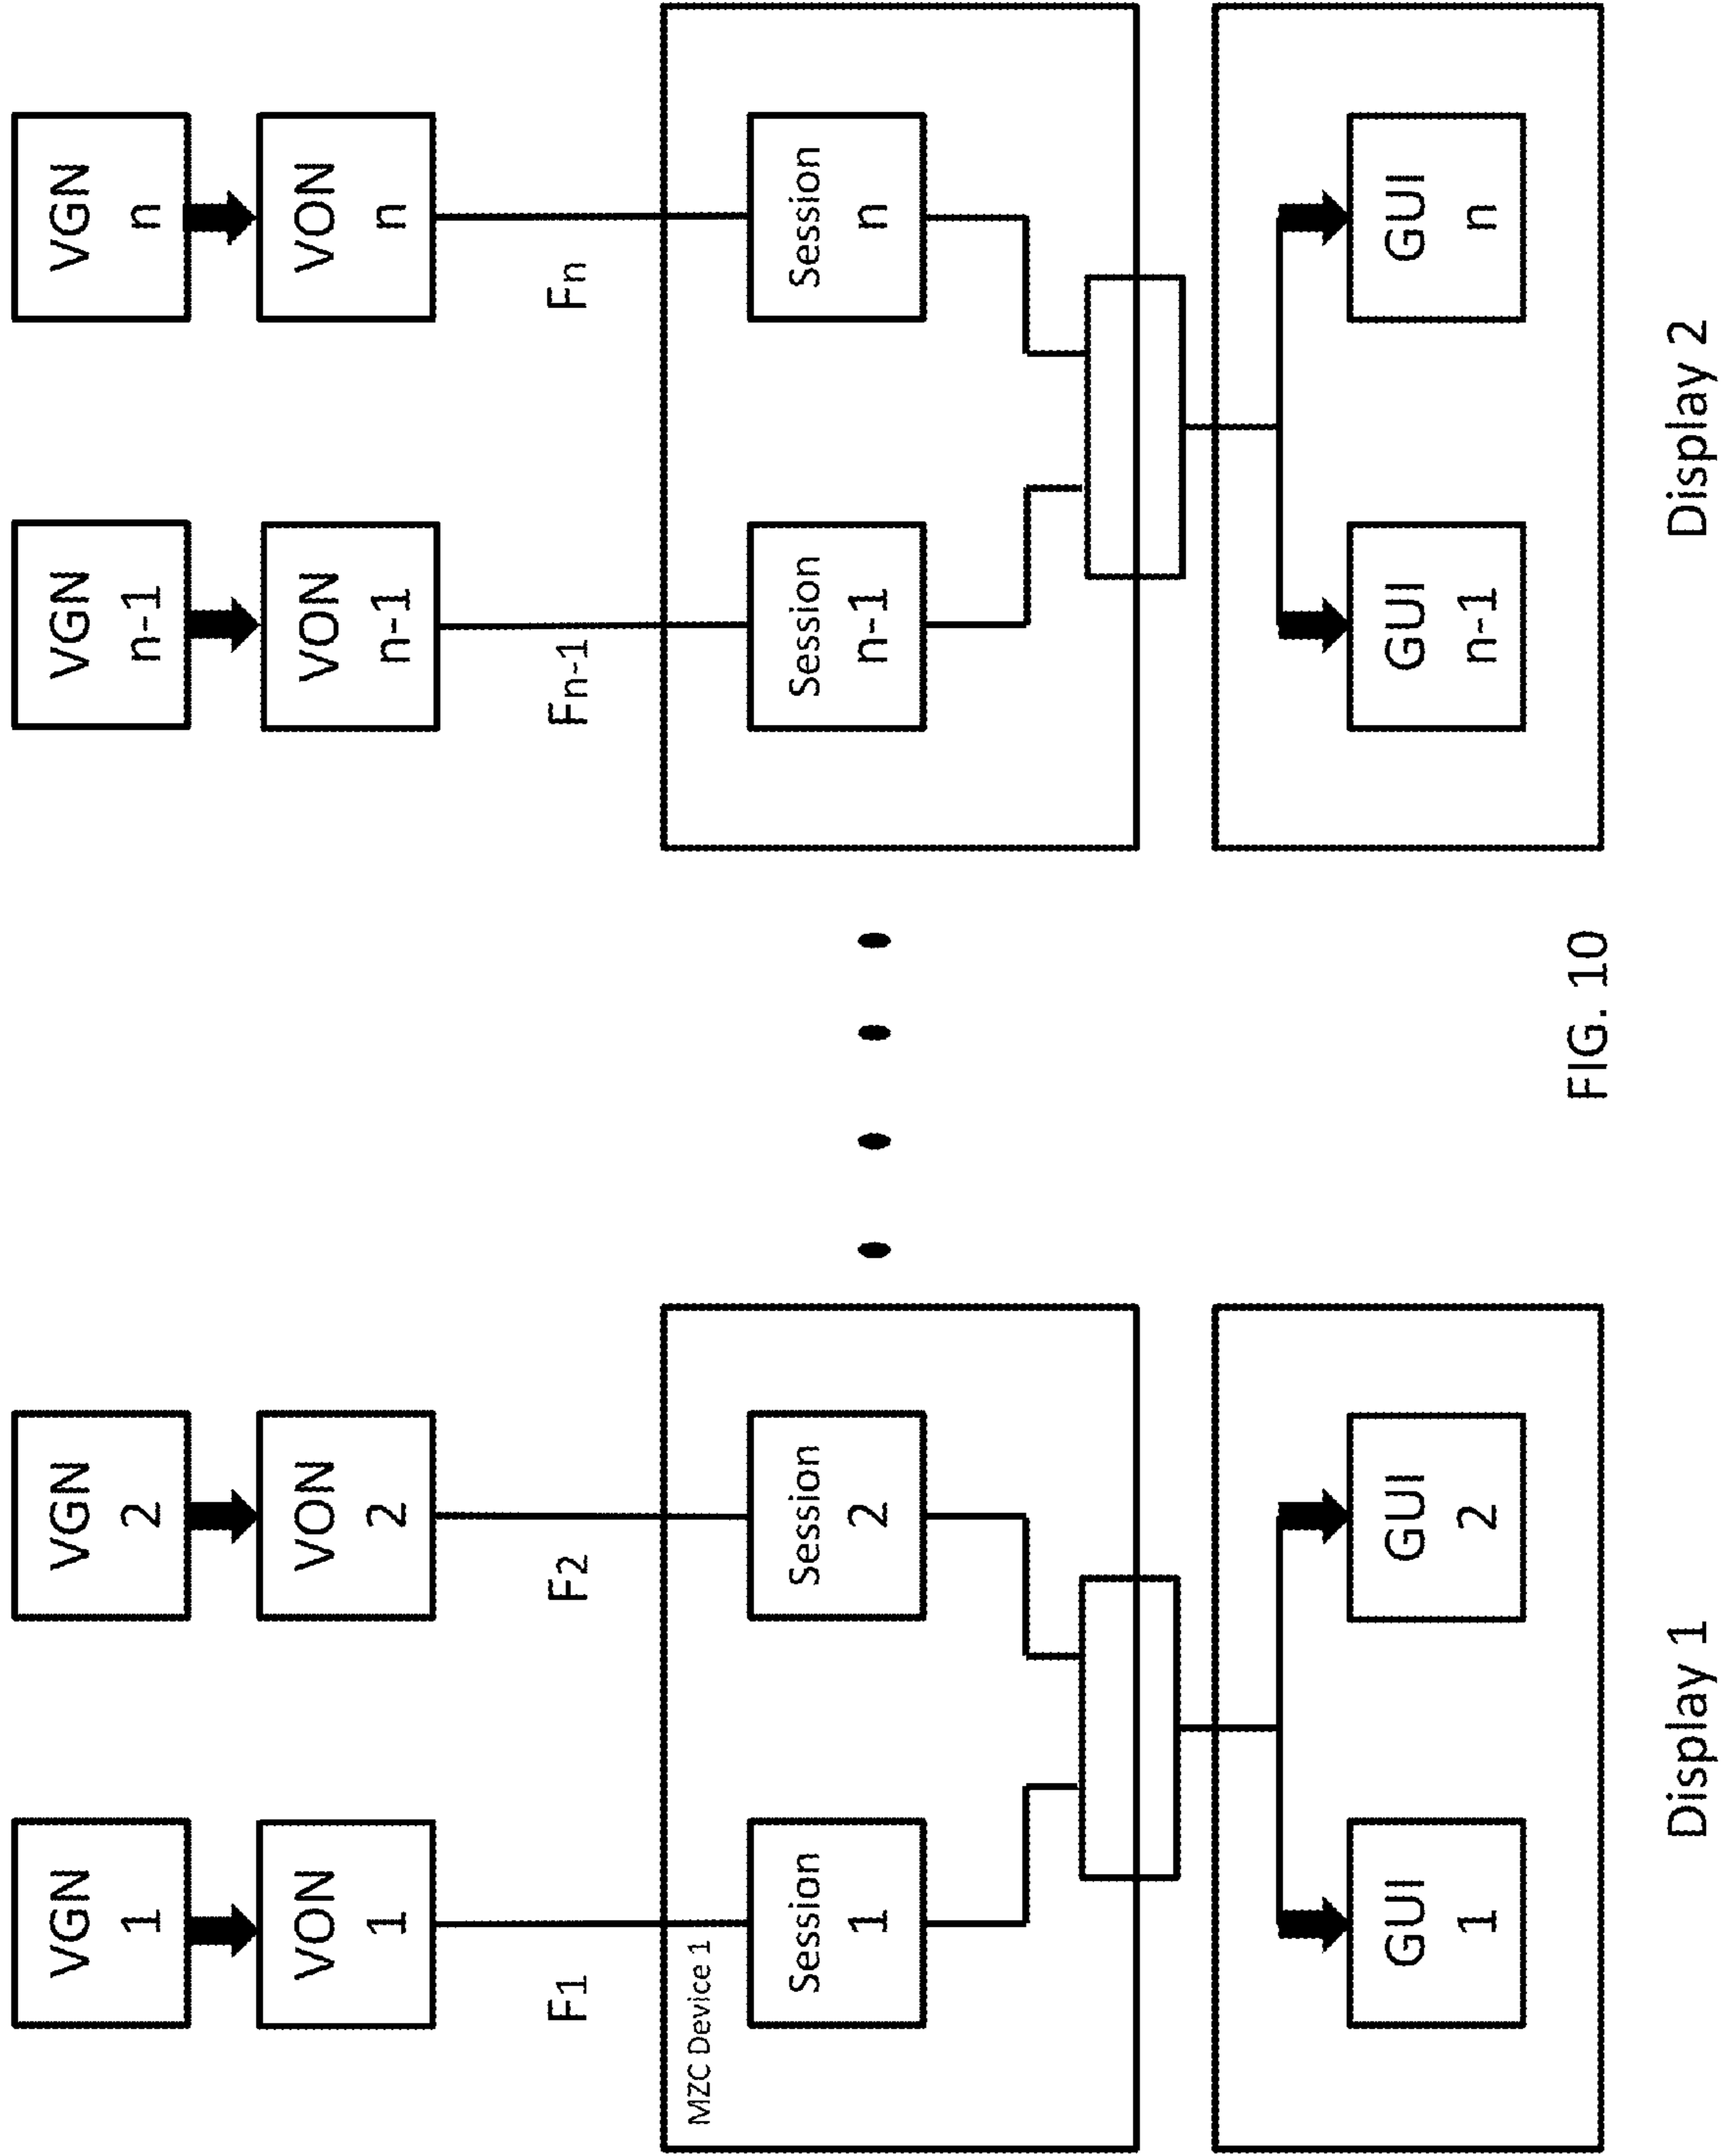 VGN
1
VGN
2
VGN
n-1
VGN
n
VON
1
VON
2
VON
n-1
VON
n
F1
F2
Fn-1
Fn
MZC Device 1
Session
1
Session
2
Session
n-1
Session
n
GUI
1
GUI
2
GUI
n-1
GUI
n
FIG. 10
Display 1
Display 2